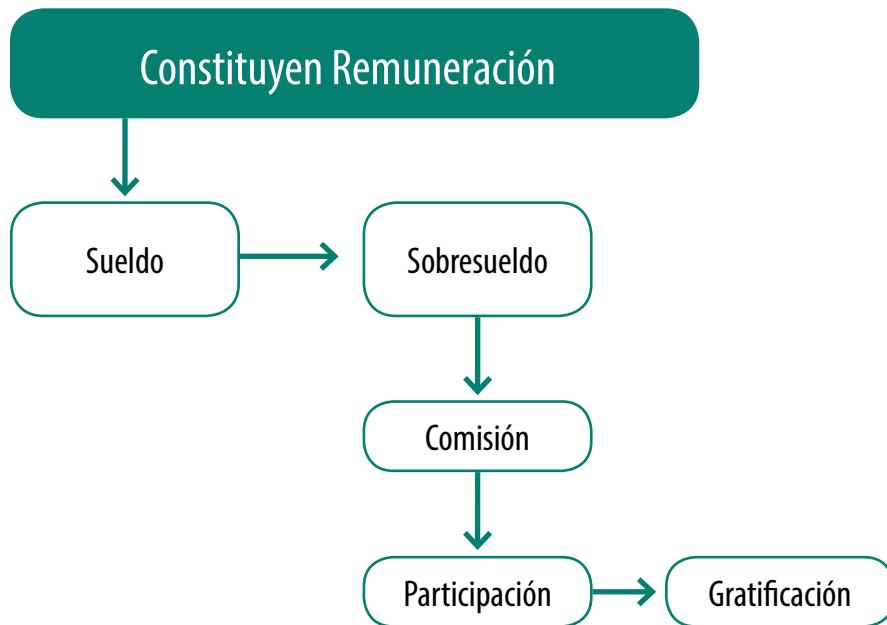 Constituyen Remuneración
Sueldo
Sobresueldo
Comisión
Participación
Gratificación